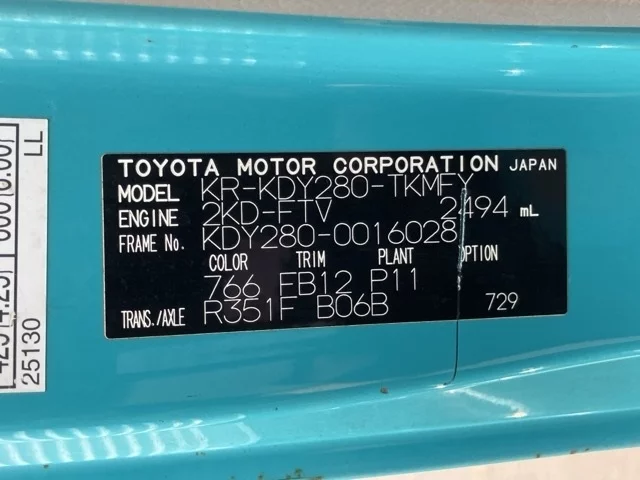 TOYOTA MOTOR CORPORATION JAPAN
MODEL KR-KDY280-TKMFY
ENGINE 2KD-FTV 2494 mL
FRAME No. KDY280-0016028
COLOR TRIM PLANT OPTION
766 FB12 P11
TRANS./AXLE R351F B06B 729
LL
25130